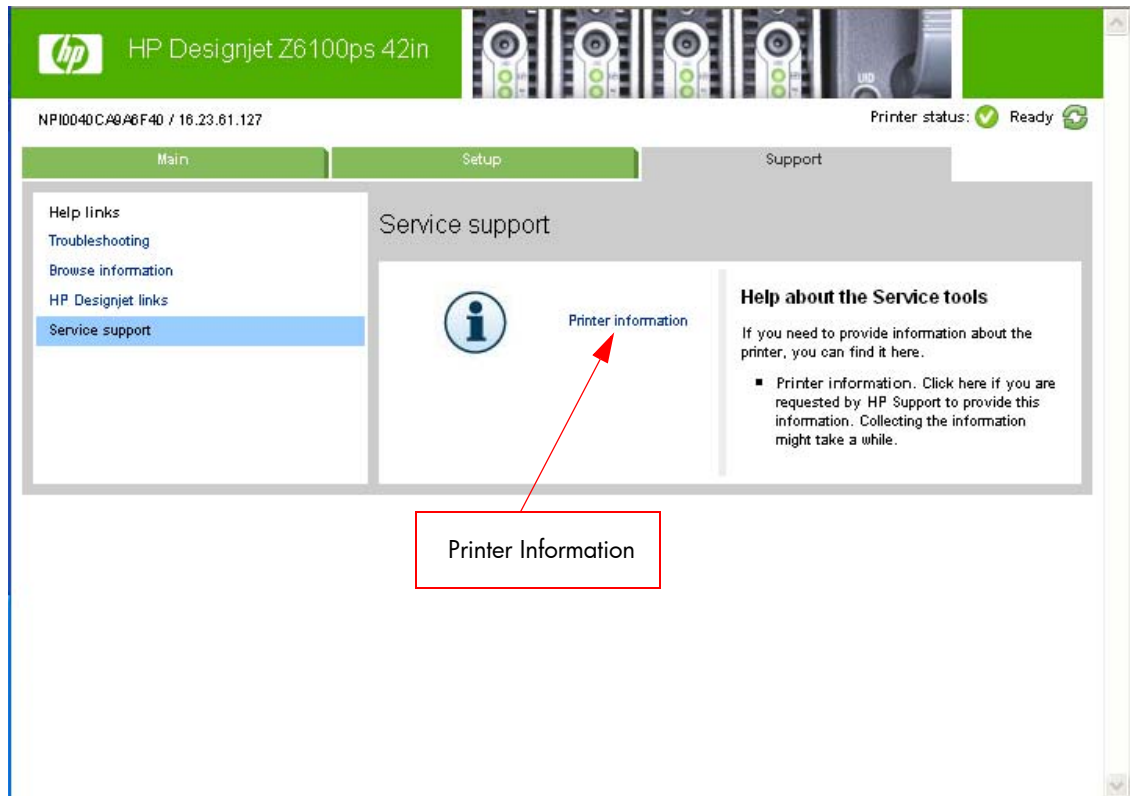 hp
HP Designjet Z6100ps 42in
UID
NPI0040CA9A6F40 / 16.23.61.127
Printer status: Ready
Main
Setup
Support
Help links
Troubleshooting
Browse information
HP Designjet links
Service support
Service support
Printer information
Help about the Service tools
If you need to provide information about the
printer, you can find it here.
▪ Printer information. Click here if you are
requested by HP Support to provide this
information. Collecting the information
might take a while.
Printer Information